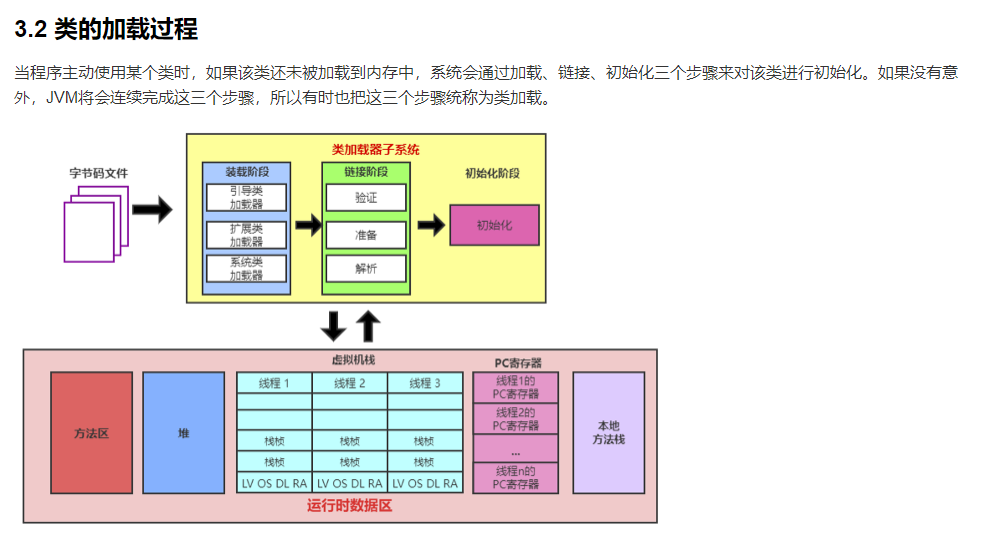 3.2 类的加载过程
当程序主动使用某个类时，如果该类还未被加载到内存中，系统会通过加载、链接、初始化三个步骤来对该类进行初始化。如果没有意
外，JVM将会连续完成这三个步骤，所以有时也把这三个步骤统称为类加载。
类加载器子系统
字节码文件
装载阶段
引导类
加载器
扩展类
加载器
系统类
加载器
链接阶段
验证
准备
解析
初始化阶段
初始化
方法区
堆
虚拟机栈
线程 1
线程 2
线程 3
栈桢
栈桢
栈桢
栈桢
栈桢
栈桢
LV OS DL RA
LV OS DL RA
LV OS DL RA
PC寄存器
线程1的
PC寄存器
线程2的
PC寄存器
...
线程n的
PC寄存器
本地
方法栈
运行时数据区